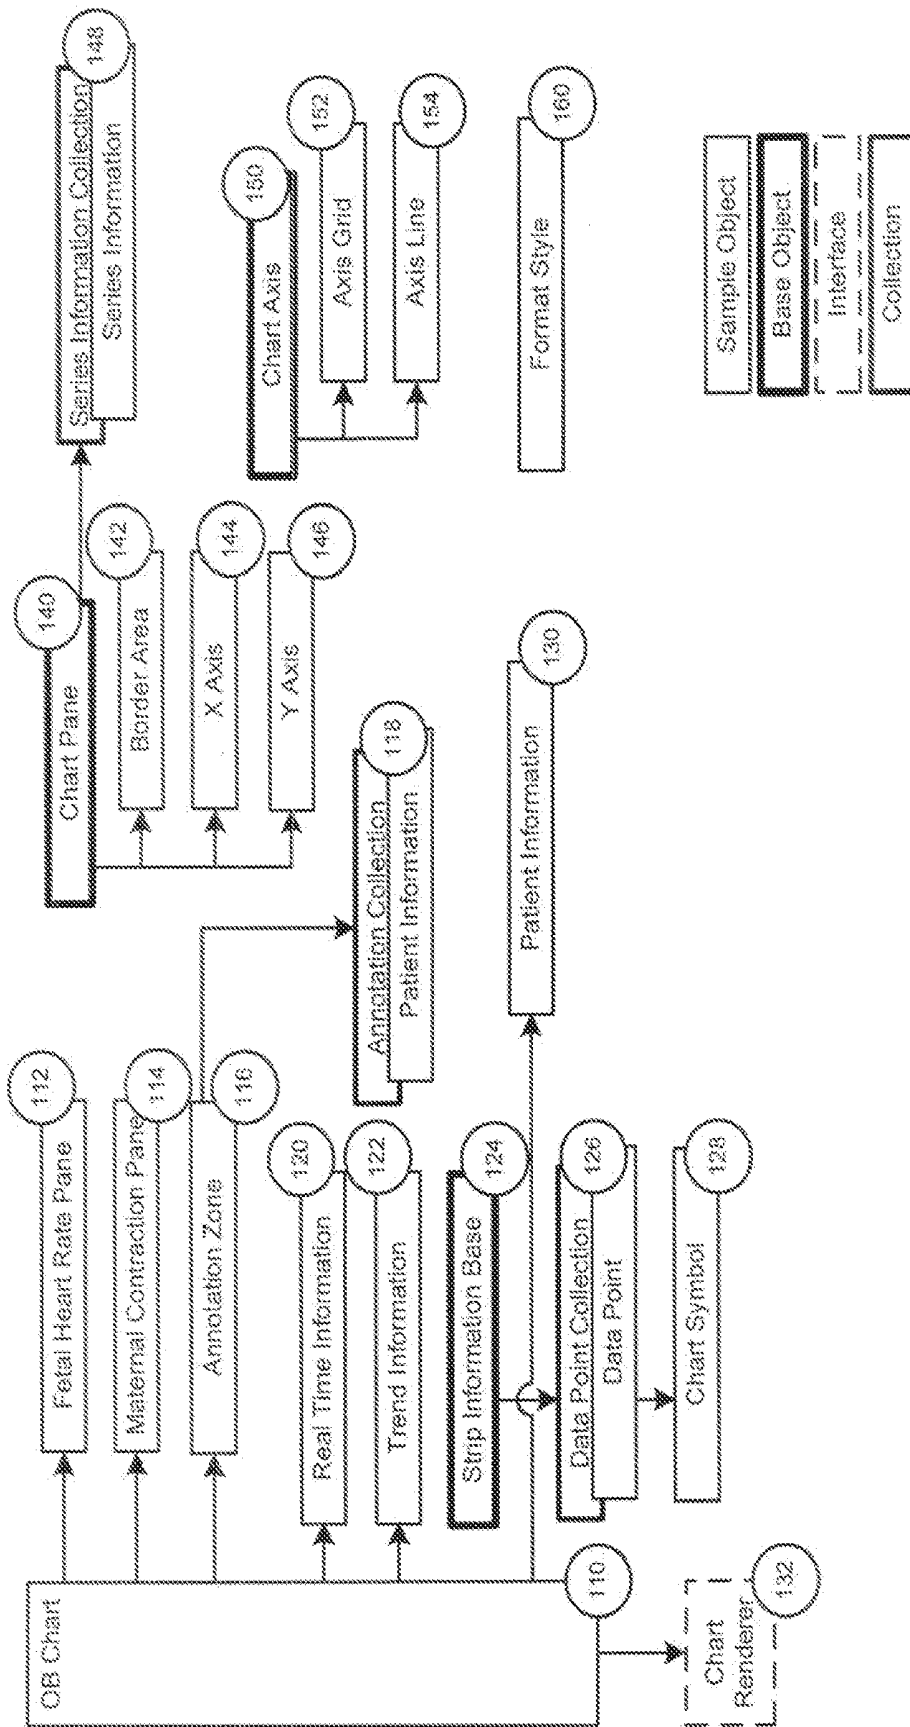 OB Chart
110
Chart
Renderer
132
Fetal Heart Rate Pane
112
Maternal Contraction Pane
114
Annotation Zone
116
Real Time Information
120
Trend Information
122
Strip Information Base
124
Data Point Collection
Data Point
126
Chart Symbol
128
Annotation Collection
Patient Information
118
Patient Information
130
Chart Pane
140
Border Area
142
X Axis
144
Y Axis
146
Series Information Collection
Series Information
148
Chart Axis
150
Axis Grid
152
Axis Line
154
Format Style
160
Sample Object
Base Object
Interface
Collection